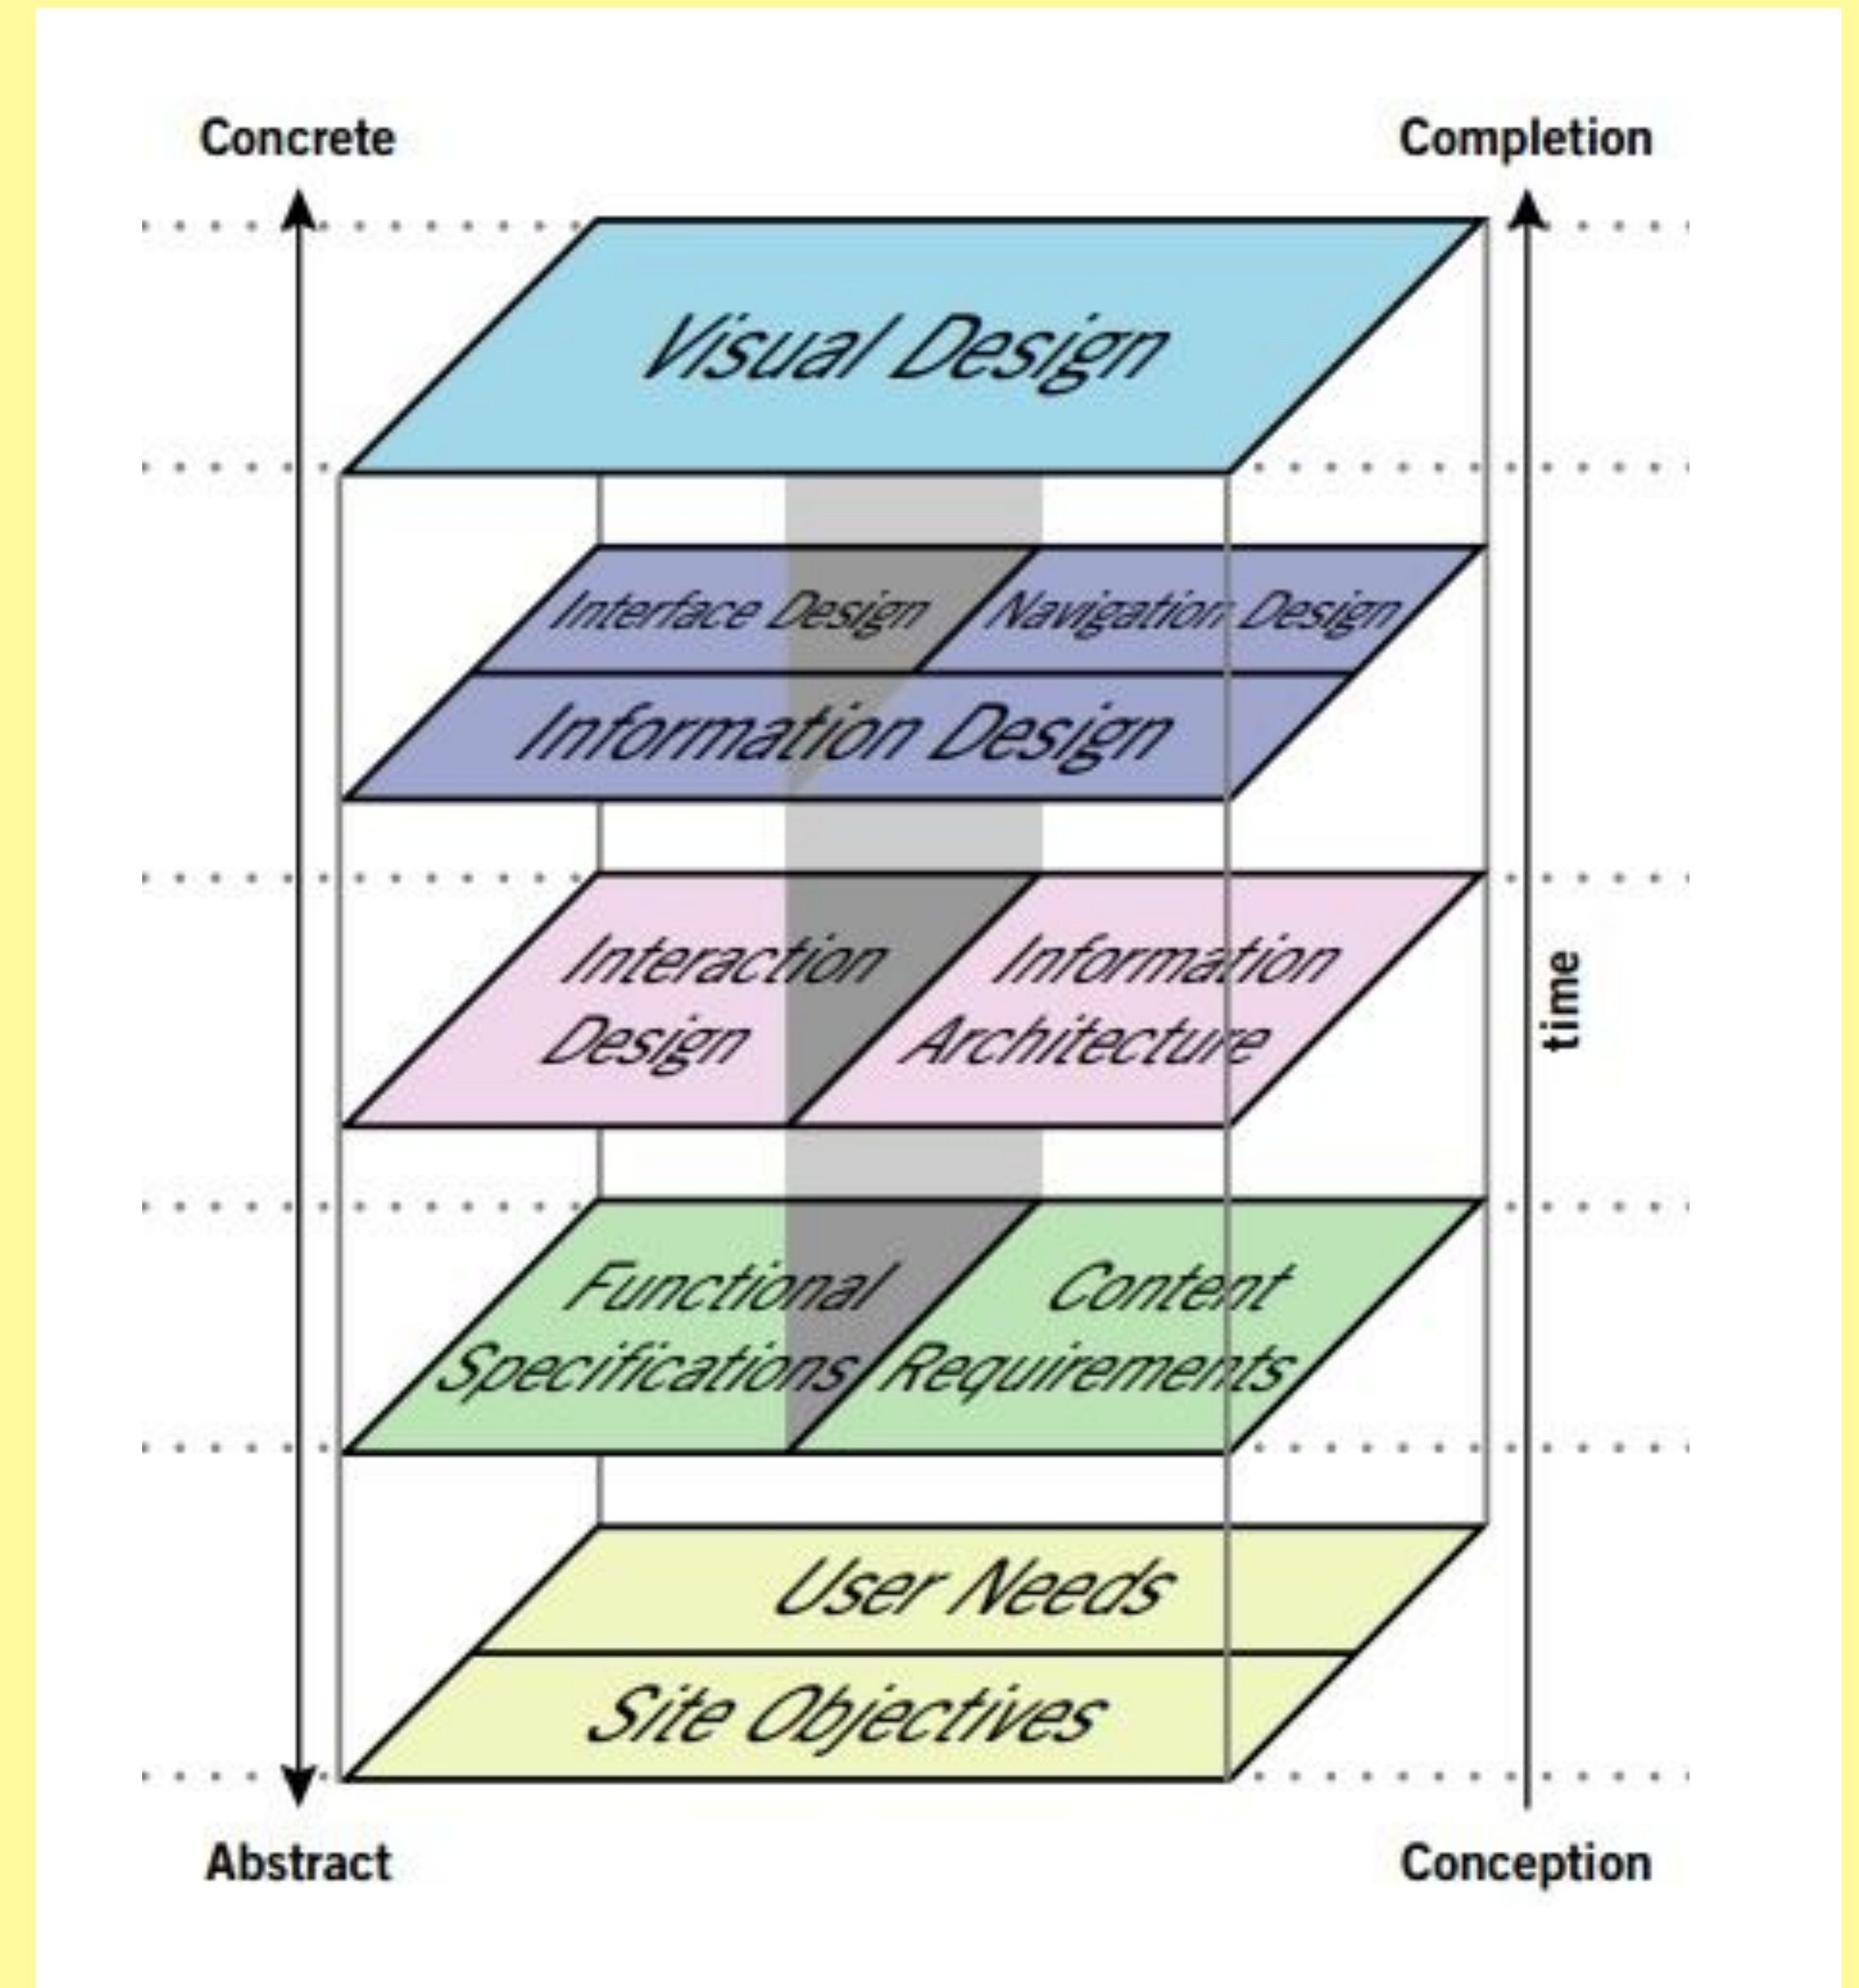 Concrete
Completion
Visual Design
Interface Design
Navigation Design
Information Design
Interaction
Design
Information
Architecture
time
Functional
Specifications
Content
Requirements
User Needs
Site Objectives
Abstract
Conception